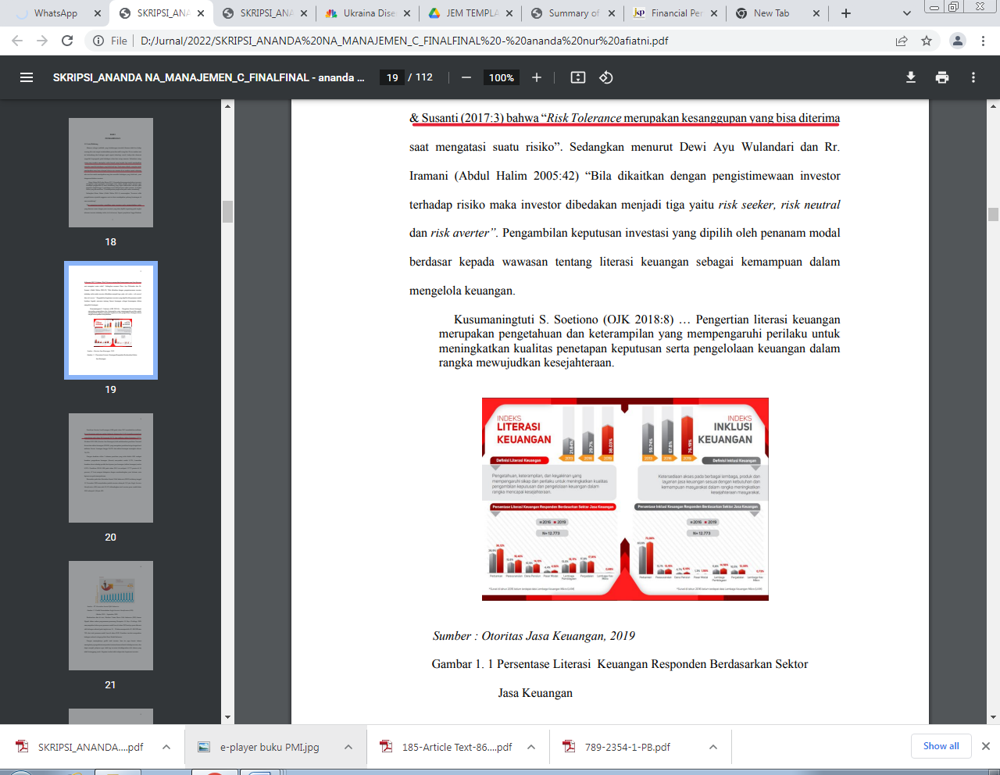 WhatsApp
SKRIPSI_ANA
SKRIPSI_AN
Ukraina Dise
JEM TEMPLA
Summary of
Financial Per
New Tab
File
D:/Jurnal/2022/SKRIPSI_ANANDA%20NA_MANAJEMEN_C_FINALFINAL%20-%20ananda%20nur%20afiatni.pdf
SKRIPSI_ANANDA NA_MANAJEMEN_C_FINALFINAL - ananda ...
19 / 112
100%
18
19
20
21
& Susanti (2017:3) bahwa “Risk Tolerance merupakan kesanggupan yang bisa diterima
saat mengatasi suatu risiko”. Sedangkan menurut Dewi Ayu Wulandari dan Rr.
Iramani (Abdul Halim 2005:42) “Bila dikaitkan dengan pengistimewaan investor
terhadap risiko maka investor dibedakan menjadi tiga yaitu risk seeker, risk neutral
dan risk averter”. Pengambilan keputusan investasi yang dipilih oleh penanam modal
berdasar kepada wawasan tentang literasi keuangan sebagai kemampuan dalam
mengelola keuangan.
Kusumaningtuti S. Soetiono (OJK 2018:8) … Pengertian literasi keuangan
merupakan pengetahuan dan keterampilan yang mempengaruhi perilaku untuk
meningkatkan kualitas penetapan keputusan serta pengelolaan keuangan dalam
rangka mewujudkan kesejahteraan.
INDEKS
LITERASI
KEUANGAN
21.84%
29.7%
38.03%
2013
2016
2019
INDEKS
INKLUSI
KEUANGAN
59.74%
67.8%
76.19%
2013
2016
2019
Definisi Literasi Keuangan
Pengetahuan, keterampilan, dan keyakinan yang
mempengaruhi sikap dan perilaku untuk meningkatkan kualitas
pengambilan keputusan dan pengelolaan keuangan dalam
rangka mencapai kesejahteraan.
Definisi Inklusi Keuangan
Ketersediaan akses pada berbagai lembaga, produk dan
layanan jasa keuangan sesuai dengan kebutuhan dan
kemampuan masyarakat dalam rangka meningkatkan
kesejahteraan masyarakat.
Persentase Literasi Keuangan Responden Berdasarkan Sektor Jasa Keuangan
2016 2019
N= 12.773
Persentase Inklusi Keuangan Responden Berdasarkan Sektor Jasa Keuangan
2016 2019
N= 12.773
Sumber : Otoritas Jasa Keuangan, 2019
Gambar 1. 1 Persentase Literasi Keuangan Responden Berdasarkan Sektor
Jasa Keuangan
SKRIPSI_ANANDA....pdf
e-player buku PMI.jpg
185-Article Text-86....pdf
789-2354-1-PB.pdf
Show all